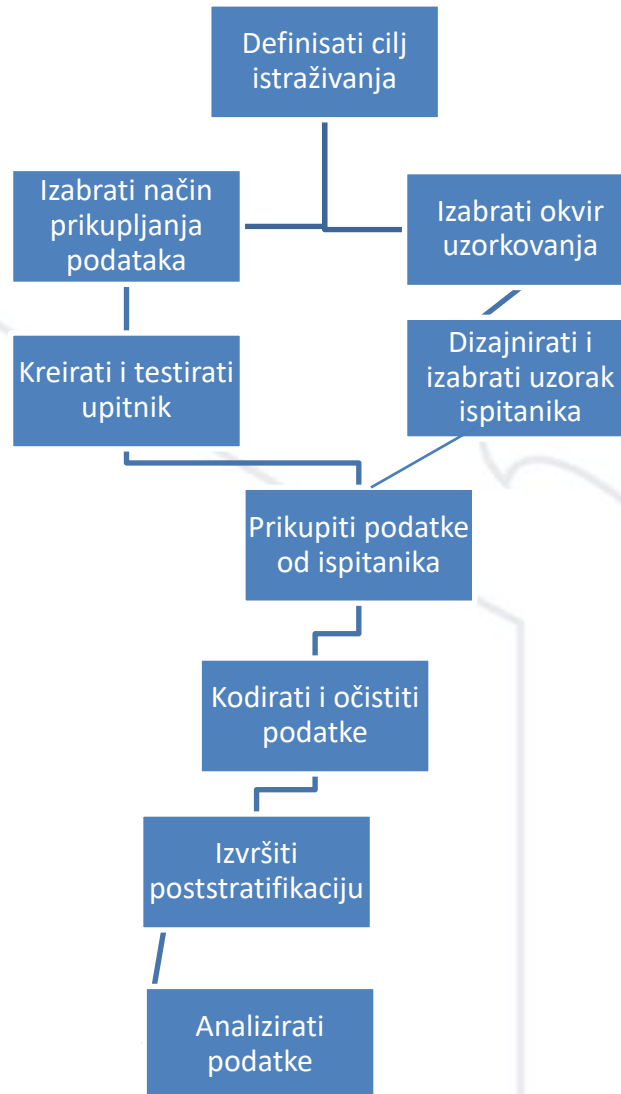 Definisati cilj
istraživanja
Izabrati način
prikupljanja
podataka
Izabrati okvir
uzorkovanja
Kreirati i testirati
upitnik
Dizajnirati i
izabrati uzorak
ispitanika
Prikupiti podatke
od ispitanika
Kodirati i očistiti
podatke
Izvršiti
poststratifikaciju
Analizirati
podatke